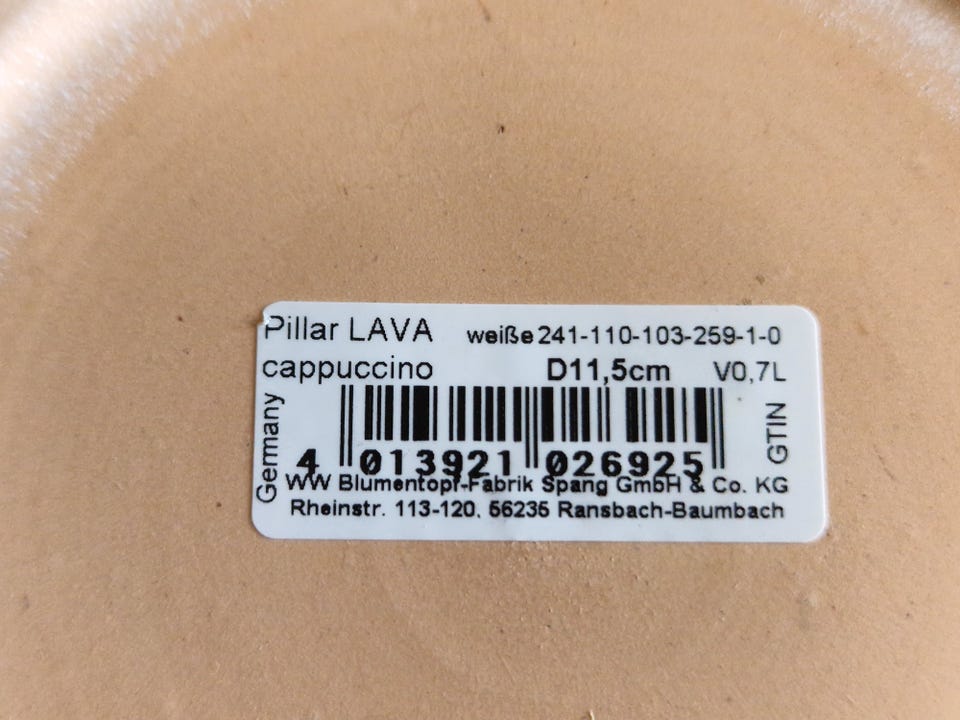 Pillar LAVA weiße 241-110-103-259-1-0
cappuccino D11,5cm V0,7L
Germany
GTIN
4 013921 026925
WW Blumentopf-Fabrik Spang GmbH & Co. KG
Rheinstr. 113-120, 56235 Ransbach-Baumbach